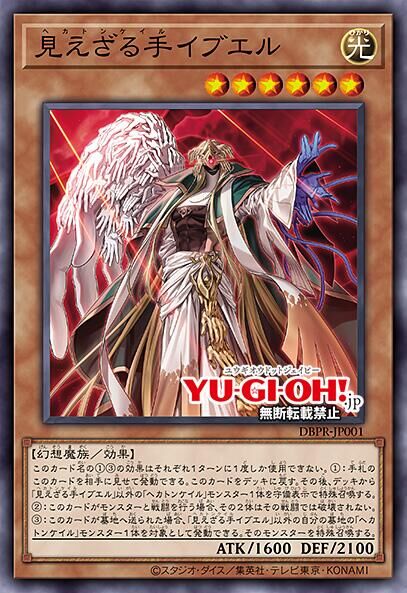 ヘカトンケイル
見えざる手イブエル
ひかり
光
ユウギオウドットジェイピー
YU-GI-OH!.jp
無断転載禁止
DBPR-JP001
【幻想魔族/効果】
このカード名の①③の効果はそれぞれ1ターンに1度しか使用できない。①:手札の
このカードを相手に見せて発動できる。このカードをデッキに戻す。その後、デッキから
「見えざる手イブエル」以外の「ヘカトンケイル」モンスター1体を守備表示で特殊召喚する。
②:このカードがモンスターと戦闘を行う場合、その2体はその戦闘では破壊されない。
③:このカードが墓地へ送られた場合、「見えざる手イブエル」以外の自分の墓地の「ヘカ
トンケイル」モンスター1体を対象として発動できる。そのモンスターを特殊召喚する。
ATK/1600 DEF/2100
©スタジオ・ダイス/集英社・テレビ東京・KONAMI